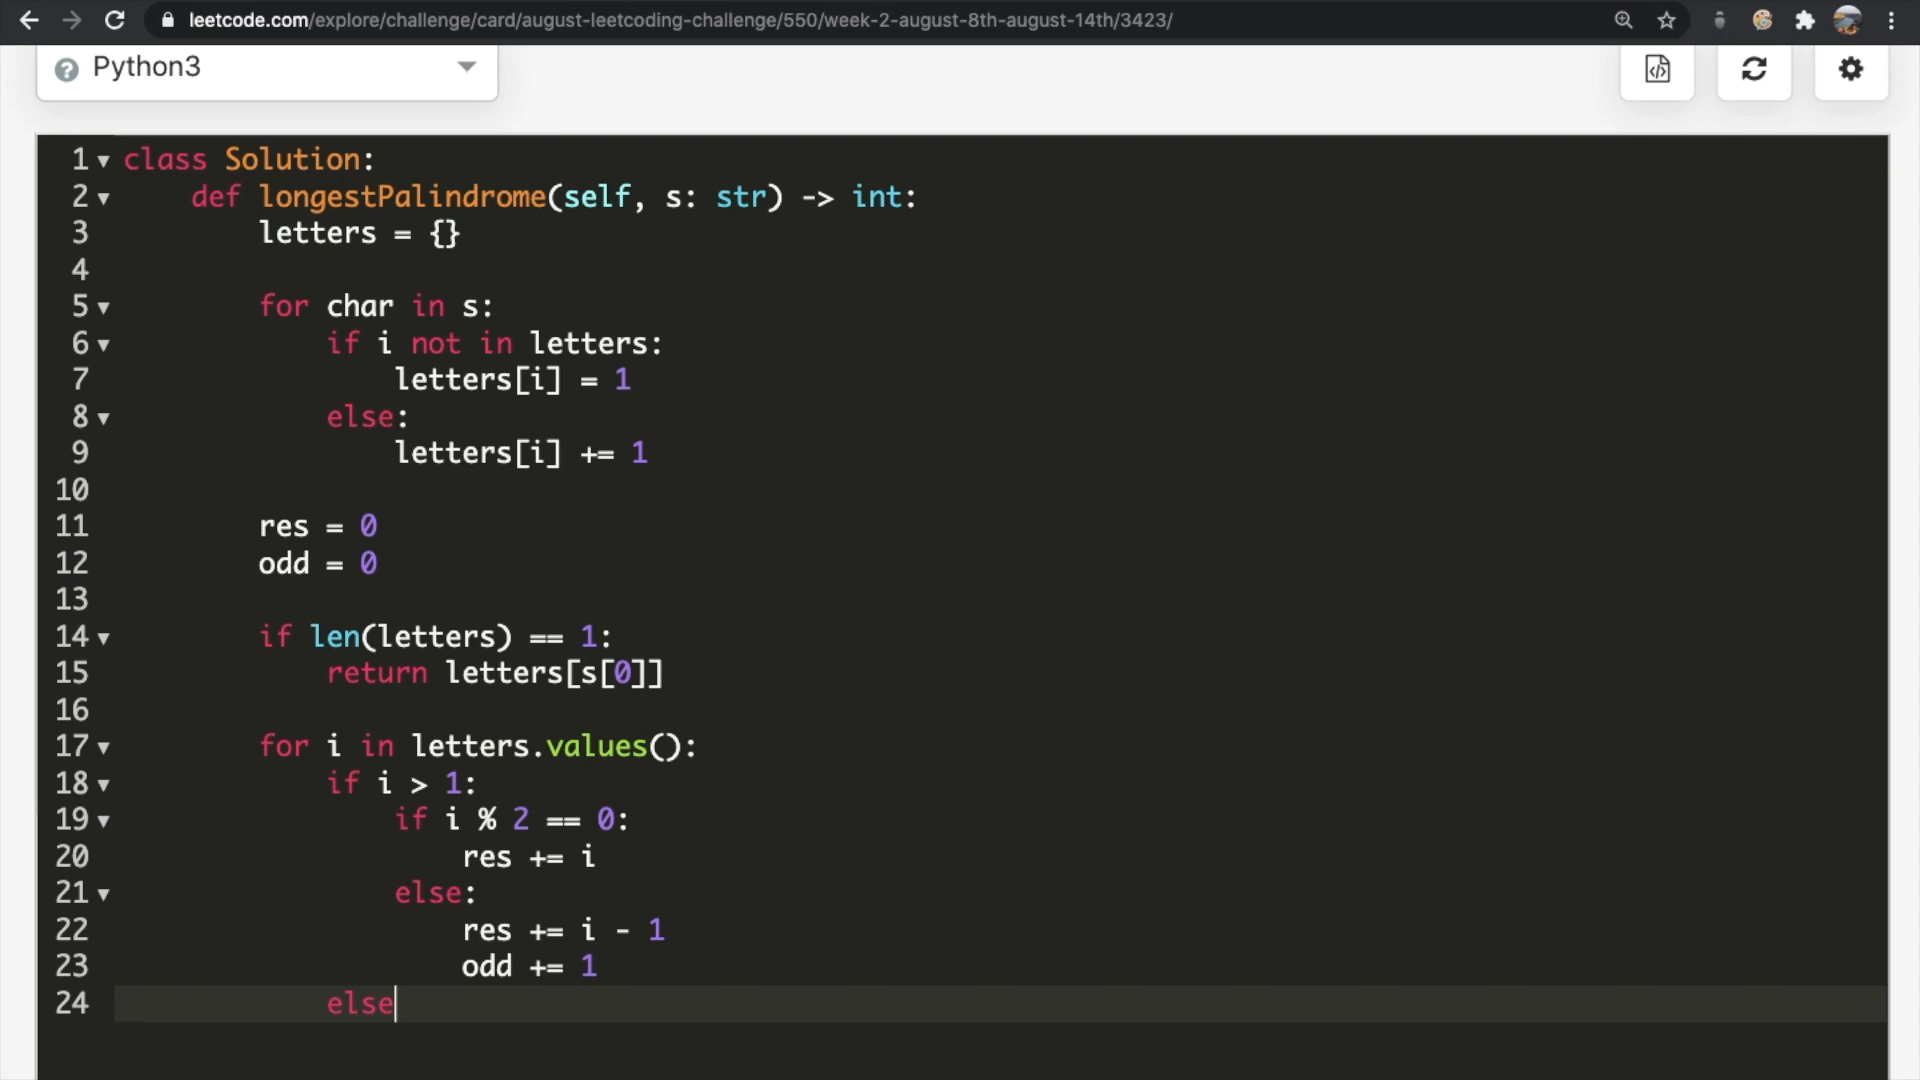 leetcode.com/explore/challenge/card/august-leetcoding-challenge/550/week-2-august-8th-august-14th/3423/
? Python3
1 class Solution:
2     def longestPalindrome(self, s: str) -> int:
3         letters = {}
4
5         for char in s:
6             if i not in letters:
7                 letters[i] = 1
8             else:
9                 letters[i] += 1
10
11         res = 0
12         odd = 0
13
14         if len(letters) == 1:
15             return letters[s[0]]
16
17         for i in letters.values():
18             if i > 1:
19                 if i % 2 == 0:
20                     res += i
21                 else:
22                     res += i - 1
23                     odd += 1
24             else